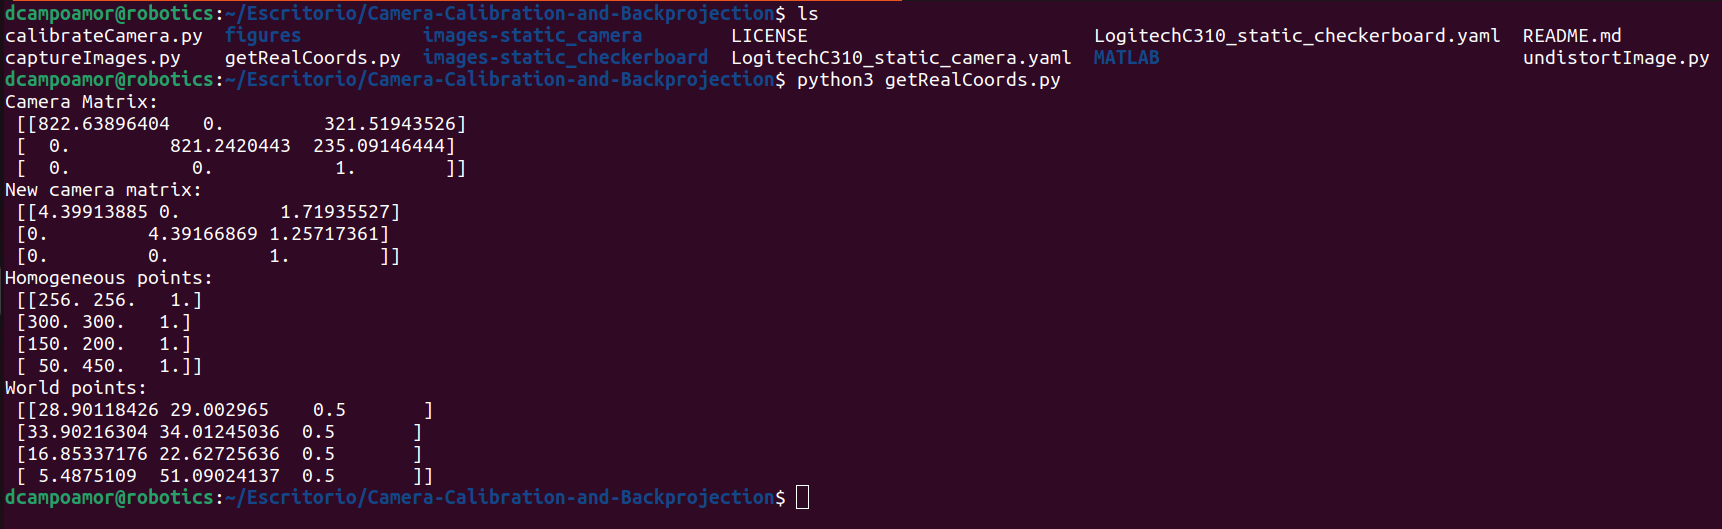 dcampoamor@robotics:~/Escritorio/Camera-Calibration-and-Backprojection$ ls
calibrateCamera.py  figures           images-static_camera        LICENSE                          LogitechC310_static_checkerboard.yaml  README.md
captureImages.py    getRealCoords.py  images-static_checkerboard  LogitechC310_static_camera.yaml  MATLAB                                 undistortImage.py
dcampoamor@robotics:~/Escritorio/Camera-Calibration-and-Backprojection$ python3 getRealCoords.py
Camera Matrix:
 [[822.63896404   0.         321.51943526]
 [  0.         821.2420443  235.09146444]
 [  0.           0.           1.        ]]
New camera matrix:
 [[4.39913885 0.         1.71935527]
 [0.         4.39166869 1.25717361]
 [0.         0.         1.        ]]
Homogeneous points:
 [[256. 256.   1.]
 [300. 300.   1.]
 [150. 200.   1.]
 [ 50. 450.   1.]]
World points:
 [[28.90118426 29.002965    0.5       ]
 [33.90216304 34.01245036  0.5       ]
 [16.85337176 22.62725636  0.5       ]
 [ 5.4875109  51.09024137  0.5       ]]
dcampoamor@robotics:~/Escritorio/Camera-Calibration-and-Backprojection$